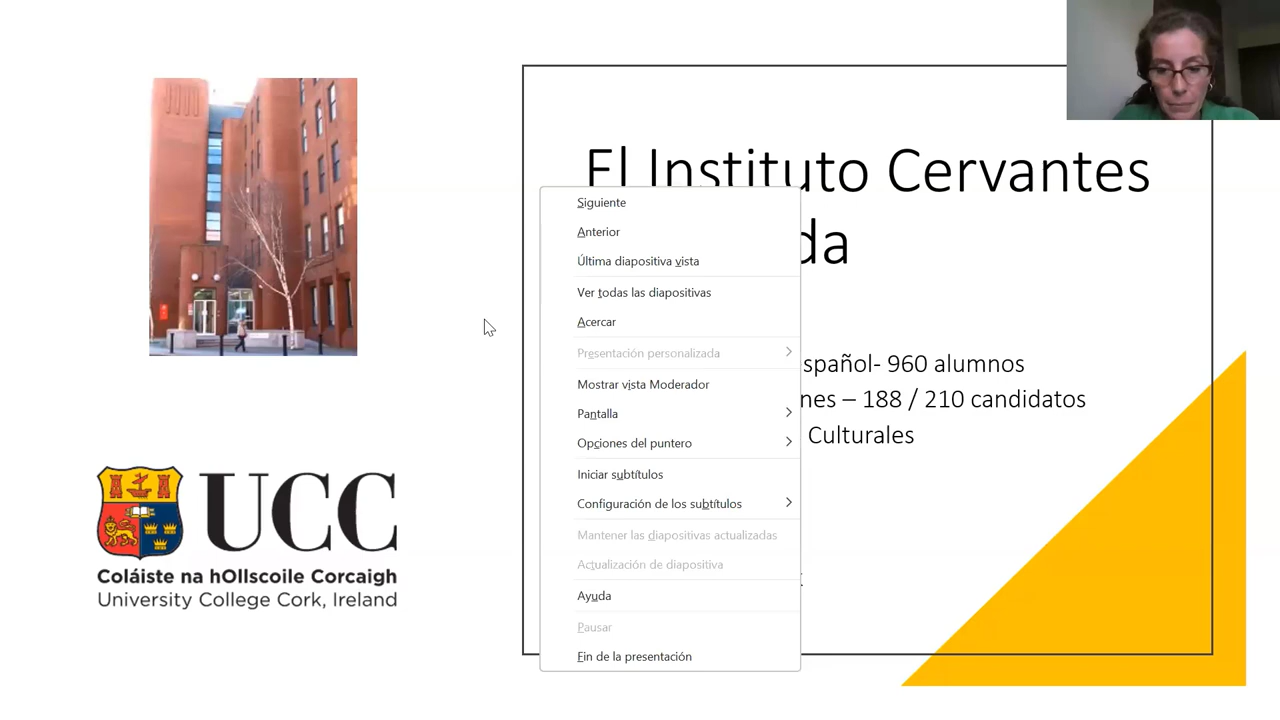 El Instituto Cervantes
da
español- 960 alumnos
nes – 188 / 210 candidatos
Culturales
Siguiente
Anterior
Última diapositiva vista
Ver todas las diapositivas
Acercar
Presentación personalizada
Mostrar vista Moderador
Pantalla
Opciones del puntero
Iniciar subtítulos
Configuración de los subtítulos
Mantener las diapositivas actualizadas
Actualización de diapositiva
Ayuda
Pausar
Fin de la presentación
UCC
Coláiste na hOllscoile Corcaigh
University College Cork, Ireland